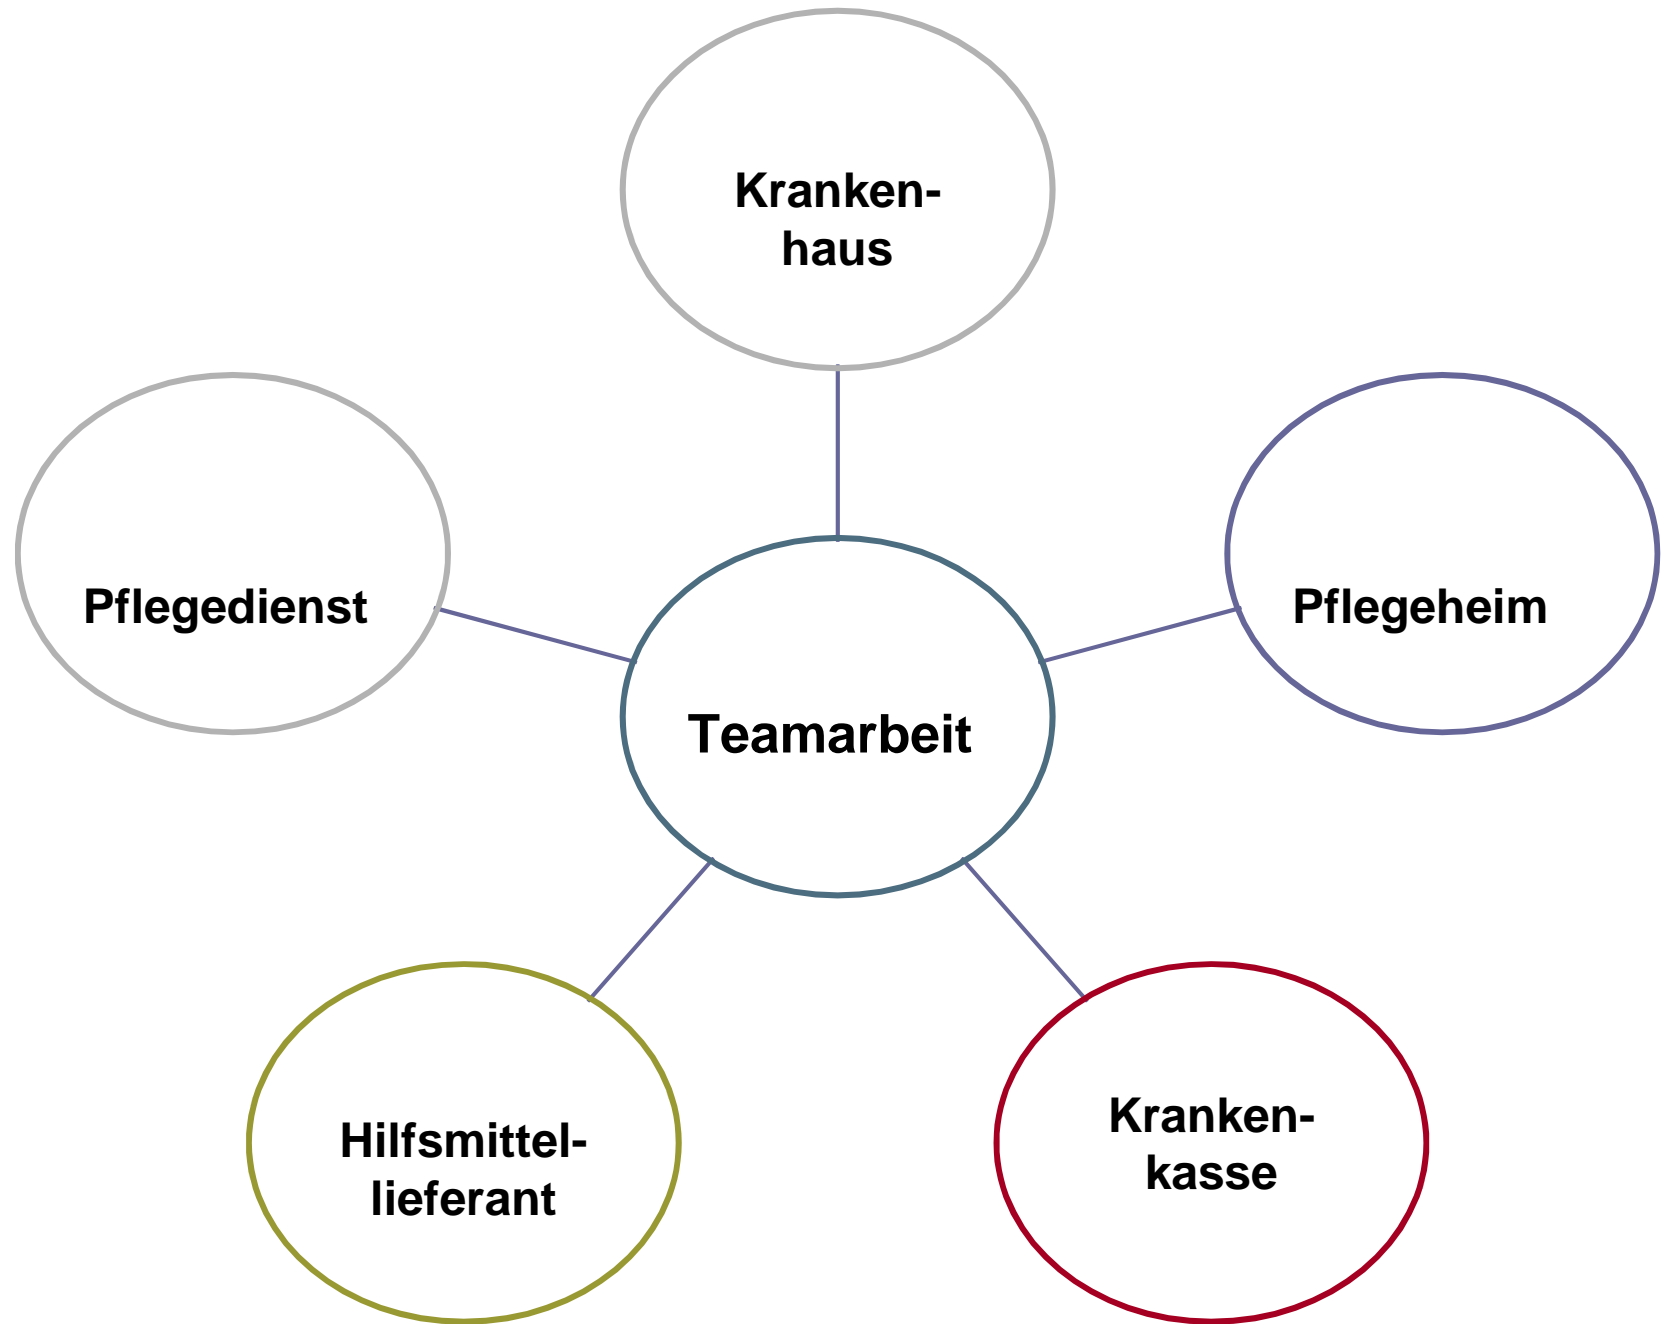 Kranken-
haus
Pflegedienst
Pflegeheim
Teamarbeit
Hilfsmittel-
lieferant
Kranken-
kasse